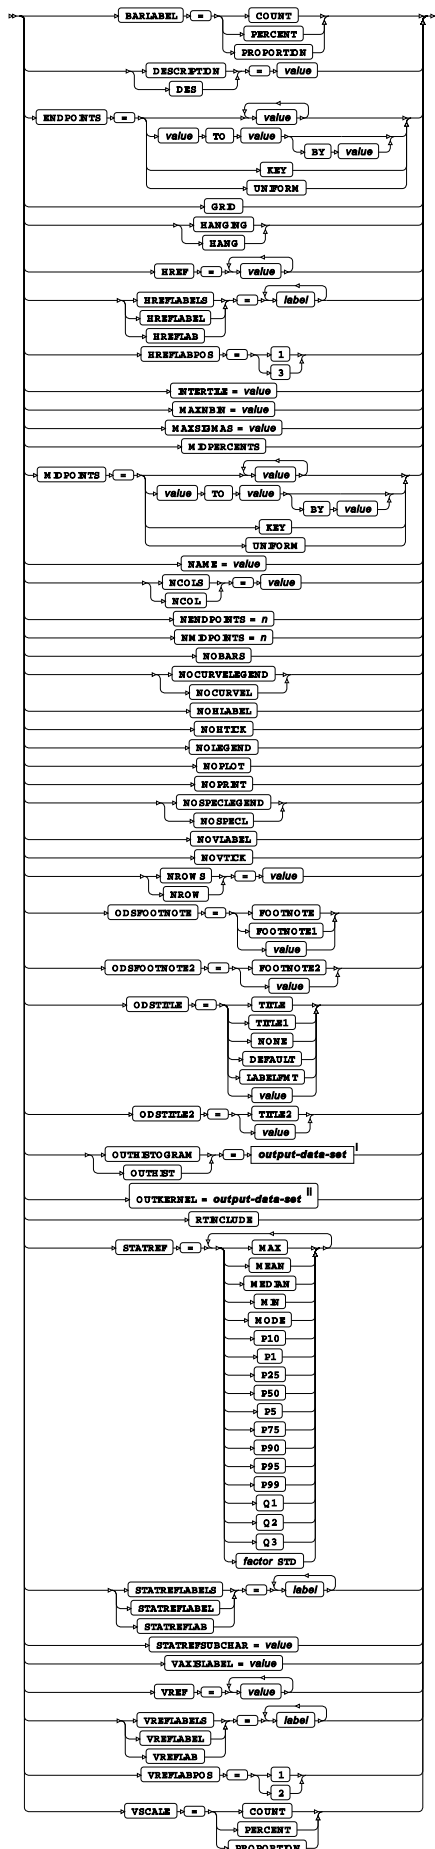 BARLABEL = COUNT
PERCENT
PROPORTION
DESCRIPTION = value
DES
ENDPOINTS = value
value TO value
BY value
KEY
UNIFORM
GRID
HANGING
HANG
HREF = value
HREFLABELS = label
HREFLABEL
HREFLAB
HREFLABPOS = 1
3
INTERTILE = value
MAXNBIN = value
MAXSIGMAS = value
MIDPERCENTS
MIDPOINTS = value
value TO value
BY value
KEY
UNIFORM
NAME = value
NCOLS = value
NCOL
NENDPOINTS = n
NMIDPOINTS = n
NOBARS
NOCURVELEGEND
NOCURVEL
NOHLABEL
NOHTICK
NOLEGEND
NOPLOT
NOPRINT
NOSPECLEGEND
NOSPECL
NOVLABEL
NOVTICK
NROWS = value
NROW
ODSFOOTNOTE = FOOTNOTE
FOOTNOTE1
value
ODSFOOTNOTE2 = FOOTNOTE2
value
ODSTITLE = TITLE
TITLE1
NONE
DEFAULT
LABELFMT
value
ODSTITLE2 = TITLE2
value
OUTHISTOGRAM = output-data-set I
OUTHIST
OUTKERNEL = output-data-set II
RTINCLUDE
STATREF = MAX
MEAN
MEDIAN
MIN
MODE
P10
P1
P25
P50
P5
P75
P90
P95
P99
Q1
Q2
Q3
factor STD
STATREFLABELS = label
STATREFLABEL
STATREFLAB
STATREFSUBCHAR = value
VAXISLABEL = value
VREF = value
VREFLABELS = label
VREFLABEL
VREFLAB
VREFLABPOS = 1
2
VSCALE = COUNT
PERCENT
PROPORTION